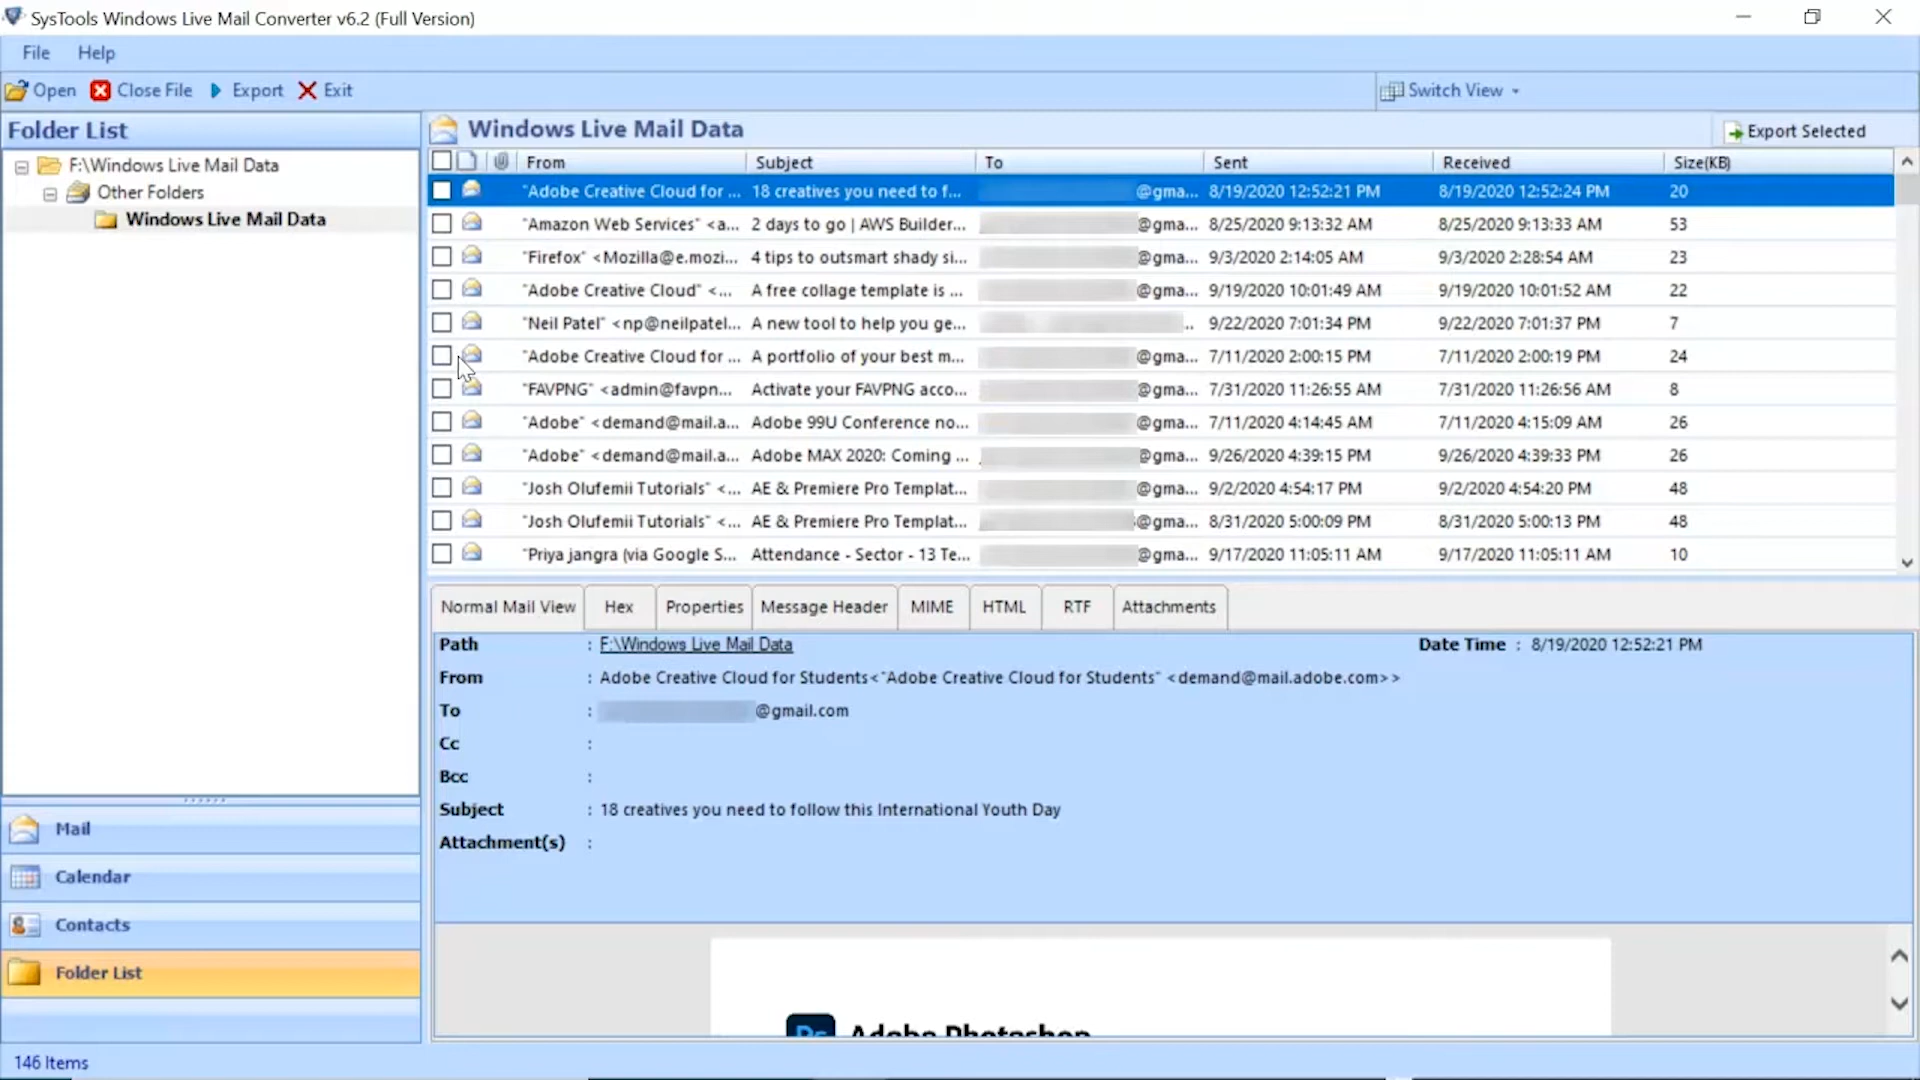 SysTools Windows Live Mail Converter v6.2 (Full Version)
File Help
Open Close File Export Exit Switch View
Folder List
F:\Windows Live Mail Data
Other Folders
Windows Live Mail Data
Windows Live Mail Data Export Selected
From Subject To Sent Received Size(KB)
"Adobe Creative Cloud for ... 18 creatives you need to f... @gma... 8/19/2020 12:52:21 PM 8/19/2020 12:52:24 PM 20
"Amazon Web Services" <a... 2 days to go | AWS Builder... @gma... 8/25/2020 9:13:32 AM 8/25/2020 9:13:33 AM 53
"Firefox" <Mozilla@e.mozi... 4 tips to outsmart shady si... @gma... 9/3/2020 2:14:05 AM 9/3/2020 2:28:54 AM 23
"Adobe Creative Cloud" <... A free collage template is ... @gma... 9/19/2020 10:01:49 AM 9/19/2020 10:01:52 AM 22
"Neil Patel" <np@neilpatel... A new tool to help you ge... .. 9/22/2020 7:01:34 PM 9/22/2020 7:01:37 PM 7
"Adobe Creative Cloud for ... A portfolio of your best m... @gma... 7/11/2020 2:00:15 PM 7/11/2020 2:00:19 PM 24
"FAVPNG" <admin@favpn... Activate your FAVPNG acco... @gma... 7/31/2020 11:26:55 AM 7/31/2020 11:26:56 AM 8
"Adobe" <demand@mail.a... Adobe 99U Conference no... @gma... 7/11/2020 4:14:45 AM 7/11/2020 4:15:09 AM 26
"Adobe" <demand@mail.a... Adobe MAX 2020: Coming ... @gma... 9/26/2020 4:39:15 PM 9/26/2020 4:39:33 PM 26
"Josh Olufemii Tutorials" <... AE & Premiere Pro Templat... @gma... 9/2/2020 4:54:17 PM 9/2/2020 4:54:20 PM 48
"Josh Olufemii Tutorials" <... AE & Premiere Pro Templat... @gma... 8/31/2020 5:00:09 PM 8/31/2020 5:00:13 PM 48
"Priya jangra (via Google S... Attendance - Sector - 13 Te... @gma... 9/17/2020 11:05:11 AM 9/17/2020 11:05:11 AM 10
Normal Mail View Hex Properties Message Header MIME HTML RTF Attachments
Path : F:\Windows Live Mail Data Date Time : 8/19/2020 12:52:21 PM
From : Adobe Creative Cloud for Students<"Adobe Creative Cloud for Students" <demand@mail.adobe.com>>
To : @gmail.com
Cc :
Bcc :
Subject : 18 creatives you need to follow this International Youth Day
Attachment(s) :
Ps Adobe Photoshop
Mail
Calendar
Contacts
Folder List
146 Items